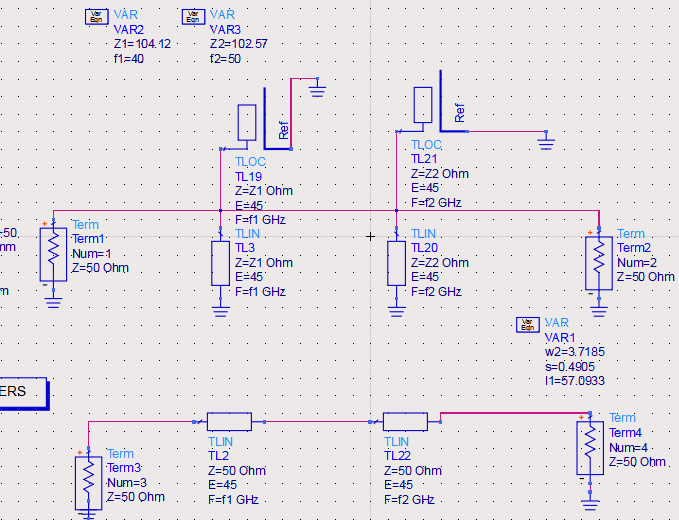 Var
Eqn
VAR
VAR2
Z1=104.12
f1=40
Var
Eqn
VAR
VAR3
Z2=102.57
f2=50
Ref
TLOC
TL19
Z=Z1 Ohm
E=45
F=f1 GHz
Ref
TLOC
TL21
Z=Z2 Ohm
E=45
F=f2 GHz
-50
mm
m
+
Term
Term1
Num=1
Z=50 Ohm
-
TLIN
TL3
Z=Z1 Ohm
E=45
F=f1 GHz
TLIN
TL20
Z=Z2 Ohm
E=45
F=f2 GHz
+
Term
Term2
Num=2
Z=50 Ohm
-
Var
Eqn
VAR
VAR1
w2=3.7185
s=0.4905
l1=57.0933
ERS
+
Term
Term3
Num=3
Z=50 Ohm
-
TLIN
TL2
Z=50 Ohm
E=45
F=f1 GHz
TLIN
TL22
Z=50 Ohm
E=45
F=f2 GHz
+
Term
Term4
Num=4
Z=50 Ohm
-